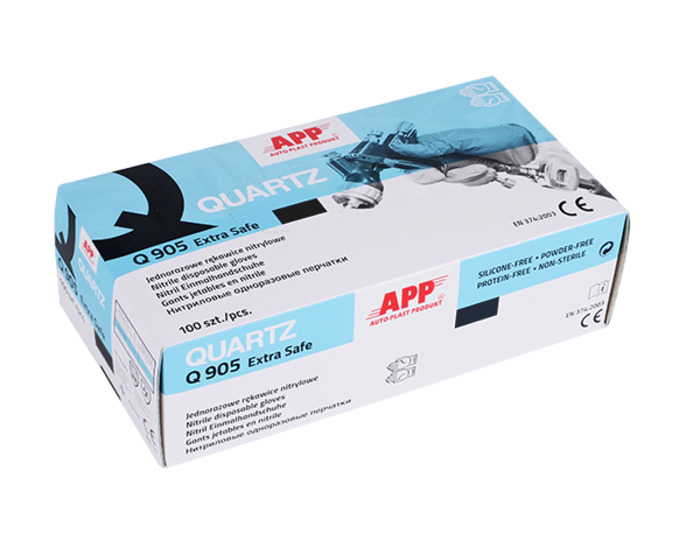 APP
AUTO-PLAST PRODUKT
Q
QUARTZ
Q 905 Extra Safe
Jednorazowe rękawice nitrylowe
Nitrile disposable gloves
Nitril Einmalhandschuhe
Gants jetables en nitrile
Нитриловые одноразовые перчатки
100 szt./pcs.
EN 374:2003
CE
QUARTZ
Q 905
QUARTZ
Q 905 Extra Safe
Jednorazowe rękawice nitrylowe
Nitrile disposable gloves
Nitril Einmalhandschuhe
Gants jetables en nitrile
Нитриловые одноразовые перчатки
APP
AUTO-PLAST PRODUKT
SILICONE-FREE • POWDER-FREE
PROTEIN-FREE • NON-STERILE
EN 374:2003
CE